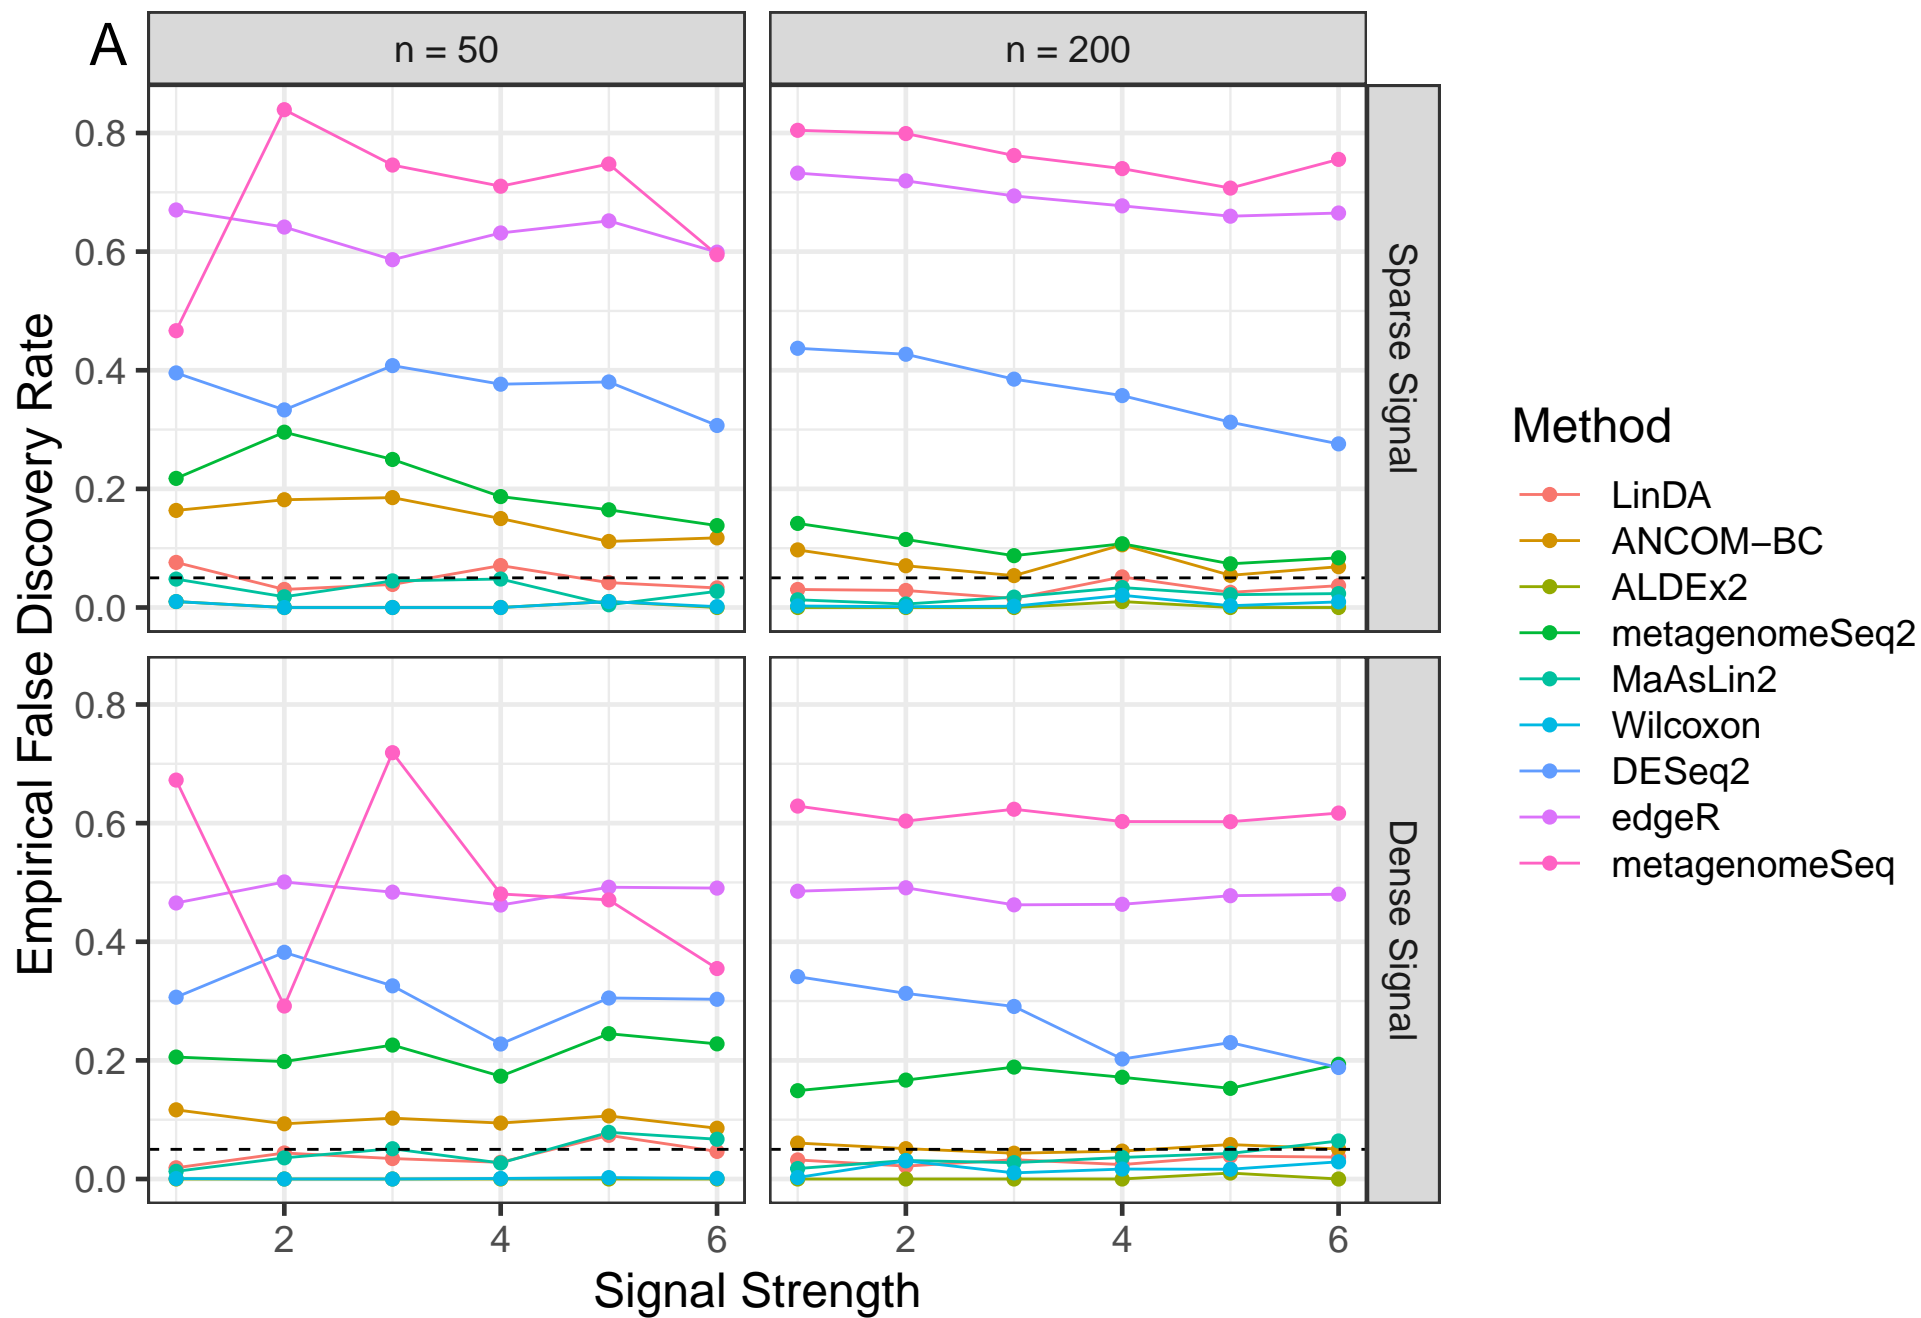 A
n = 50
n = 200
Empirical False Discovery Rate
0.8
0.6
0.4
0.2
0.0
Sparse Signal
0.8
0.6
0.4
0.2
0.0
Dense Signal
2
4
6
2
4
6
Signal Strength
Method
LinDA
ANCOM−BC
ALDEx2
metagenomeSeq2
MaAsLin2
Wilcoxon
DESeq2
edgeR
metagenomeSeq